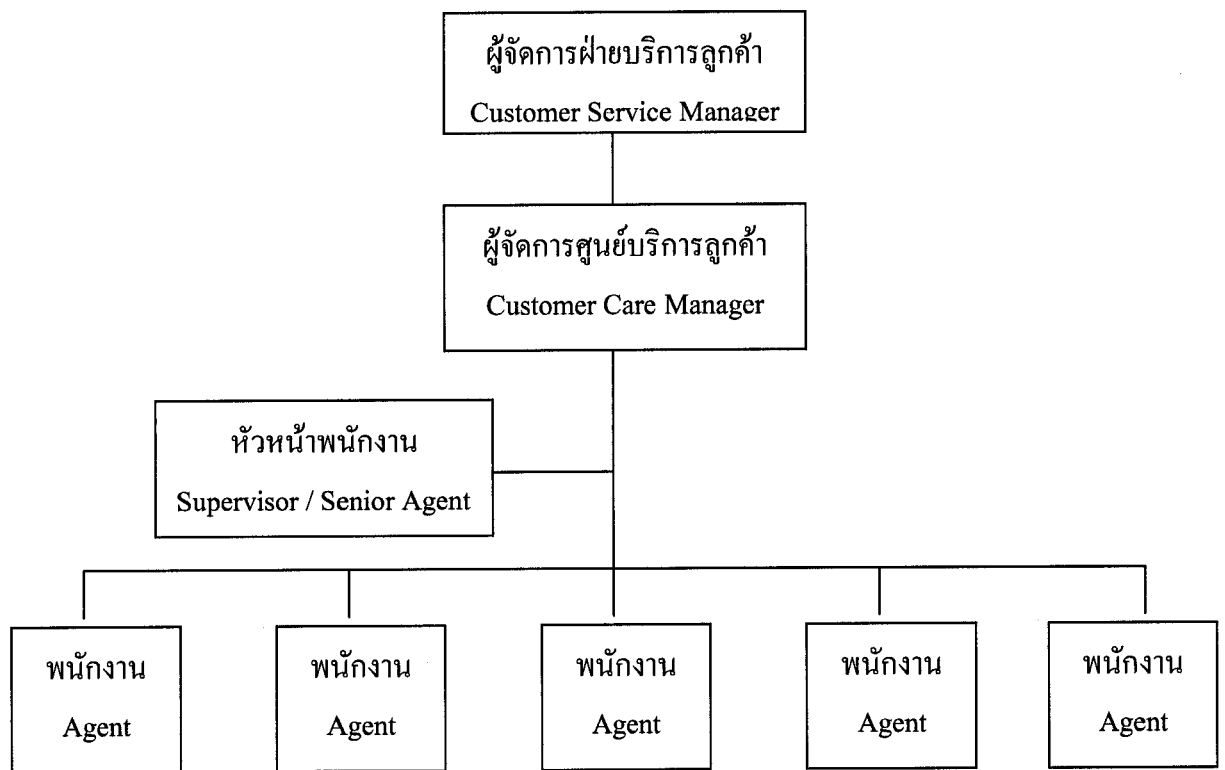 ผู้จัดการฝ่ายบริการลูกค้า
Customer Service Manager
ผู้จัดการศูนย์บริการลูกค้า
Customer Care Manager
หัวหน้าพนักงาน
Supervisor / Senior Agent
พนักงาน
Agent
พนักงาน
Agent
พนักงาน
Agent
พนักงาน
Agent
พนักงาน
Agent